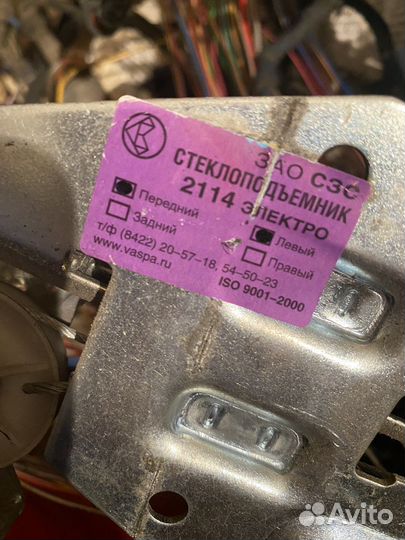 ЗАО СЗС
СТЕКЛОПОДЪЕМНИК
2114 ЭЛЕКТРО
Передний Левый
Задний Правый
т/ф (8422) 20-57-18, 54-50-23
www.vaspa.ru ISO 9001-2000
Avito